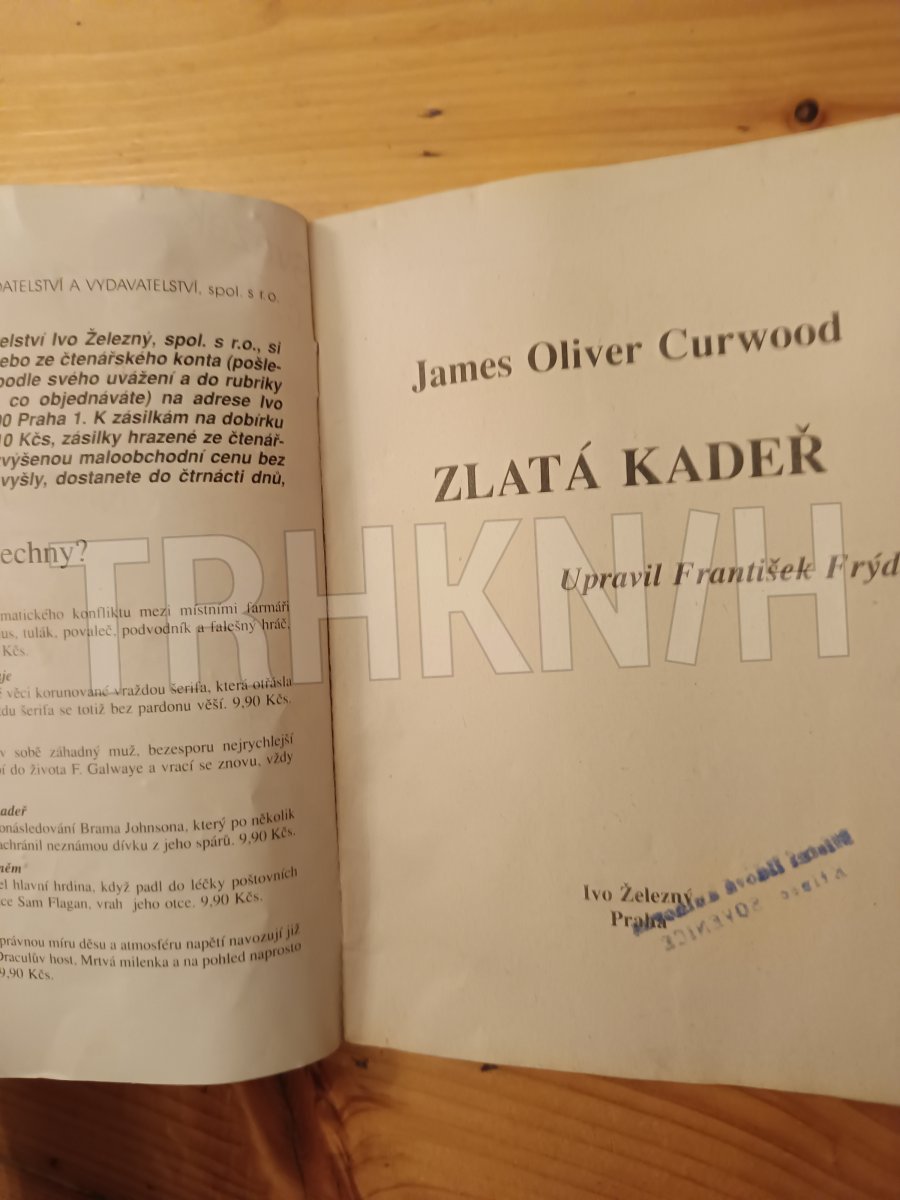 DATELSTVÍ A VYDAVATELSTVÍ, spol. s r.o.
elství Ivo Železný, spol. s r.o., si
ebo ze čtenářského konta (pošle-
podle svého uvážení a do rubriky
co objednáváte) na adrese Ivo
00 Praha 1. K zásilkám na dobírku
10 Kčs, zásilky hrazené ze čtenář-
výšenou maloobchodní cenu bez
vyšly, dostanete do čtrnácti dnů,
echny?
matického konfliktu mezi místními farmáři
us, tulák, povaleč, podvodník a falešný hráč,
Kčs.
je
é věci korunované vraždou šerifa, která otřásla
du šerifa se totiž bez pardonu věší. 9,90 Kčs.
v sobě záhadný muž, bezesporu nejrychlejší
pí do života F. Galwaye a vrací se znovu, vždy
adeř
onásledování Brama Johnsona, který po několik
achránil neznámou dívku z jeho spárů. 9,90 Kčs.
něm
el hlavní hrdina, když padl do léčky poštovních
ce Sam Flagan, vrah jeho otce. 9,90 Kčs.
právnou míru děsu a atmosféru napětí navozují již
Draculův host, Mrtvá milenka a na pohled naprosto
9,90 Kčs.
James Oliver Curwood
ZLATÁ KADEŘ
Upravil František Frýd
Ivo Železný
Praha
TRHKNIH